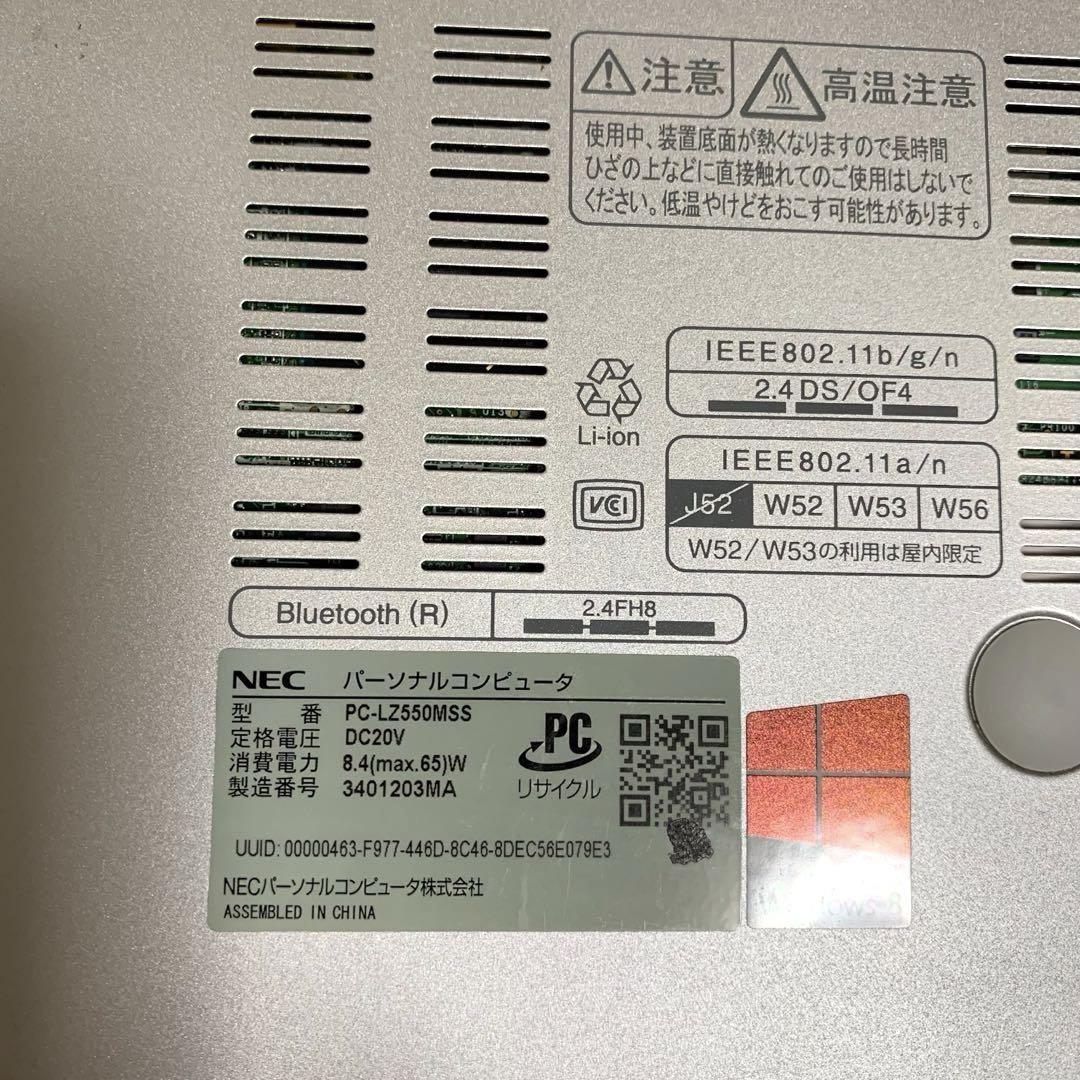 注意
高温注意
使用中、装置底面が熱くなりますので長時間
ひざの上などに直接触れてのご使用はしないで
ください。低温やけどをおこす可能性があります。
IEEE802.11b/g/n
2.4DS/OF4
Li-ion
IEEE802.11a/n
VCCI
J52 W52 W53 W56
W52/W53の利用は屋内限定
Bluetooth (R)
2.4FH8
NEC パーソナルコンピュータ
型 番 PC-LZ550MSS
定格電圧 DC20V
消費電力 8.4(max.65)W
製造番号 3401203MA
PC
リサイクル
UUID: 00000463-F977-446D-8C46-8DEC56E079E3
NECパーソナルコンピュータ株式会社
ASSEMBLED IN CHINA